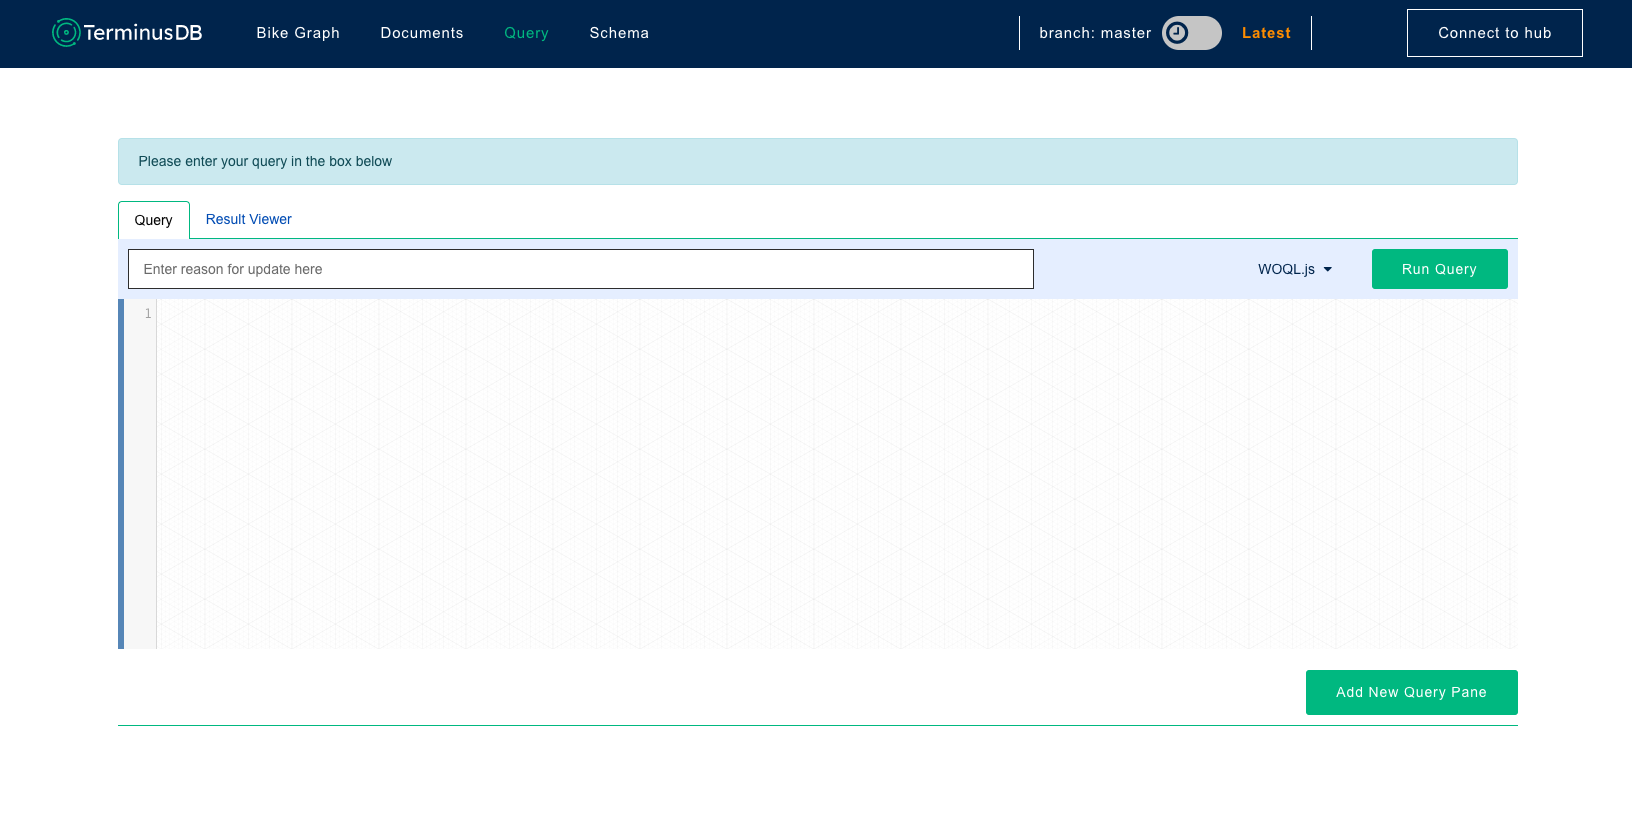 TerminusDB Bike Graph Documents Query Schema branch: master Latest Connect to hub
Please enter your query in the box below
Query Result Viewer
Enter reason for update here WOQL.js Run Query
1
Add New Query Pane